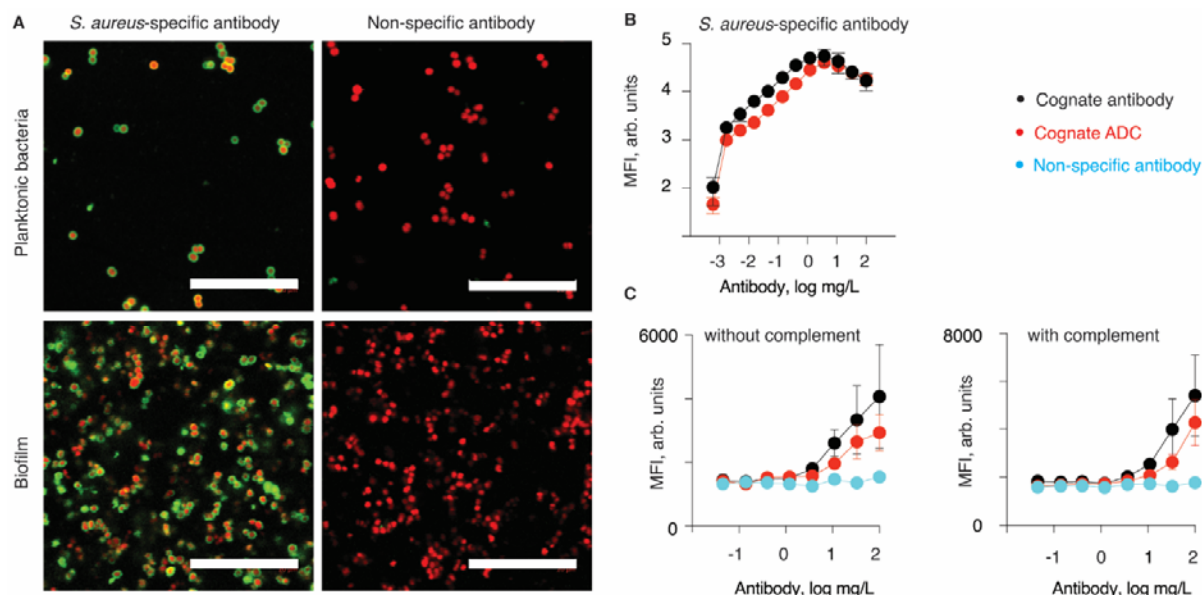 A
S. aureus-specific antibody
Non-specific antibody
Planktonic bacteria
Biofilm
B
S. aureus-specific antibody
MFI, arb. units
5
4
3
2
-3
-2
-1
0
1
2
Antibody, log mg/L
Cognate antibody
Cognate ADC
Non-specific antibody
C
without complement
MFI, arb. units
6000
0
-1
0
1
2
Antibody, log mg/L
with complement
MFI, arb. units
8000
0
-1
0
1
2
Antibody, log mg/L